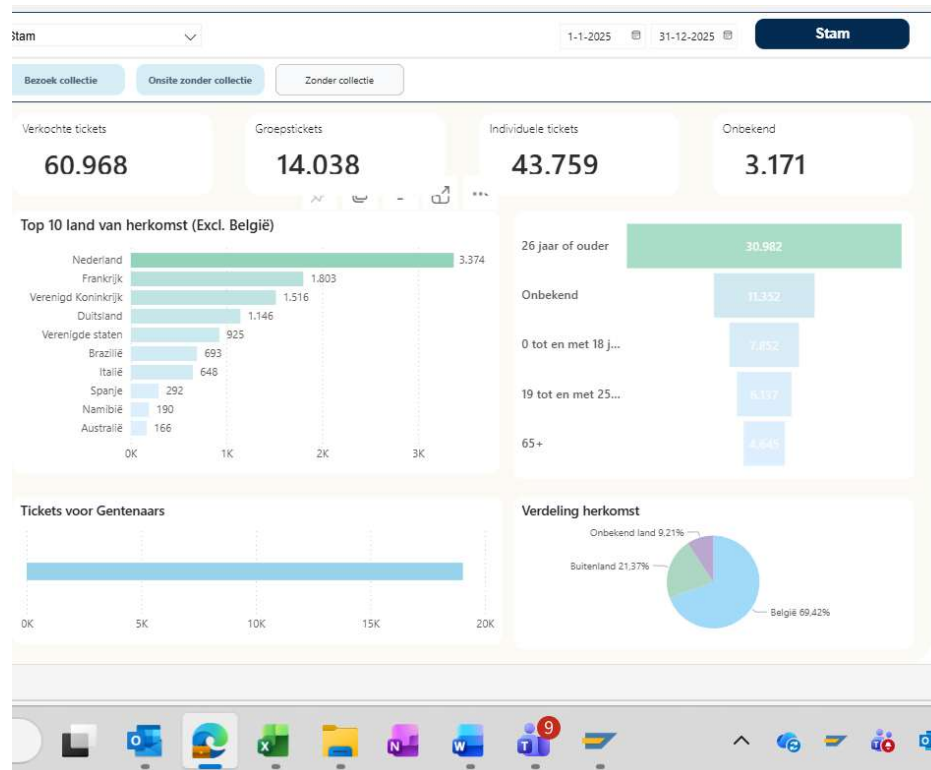 Stam
1-1-2025
31-12-2025
Stam
Bezoek collectie
Onsite zonder collectie
Zonder collectie
Verkochte tickets
Groepstickets
Individuele tickets
Onbekend
60.968
14.038
43.759
3.171
Top 10 land van herkomst (Excl. België)
Nederland
3.374
Frankrijk
1.803
Verenigd Koninkrijk
1.516
Duitsland
1.146
Verenigde staten
925
Brazilië
693
Italië
648
Spanje
292
Namibië
190
Australië
166
0K
1K
2K
3K
26 jaar of ouder
30.982
Onbekend
11.352
0 tot en met 18 j...
7.852
19 tot en met 25...
65+
4.645
Tickets voor Gentenaars
0K
5K
10K
15K
20K
Verdeling herkomst
Onbekend land 9,21%
Buitenland 21,37%
België 69,42%
9